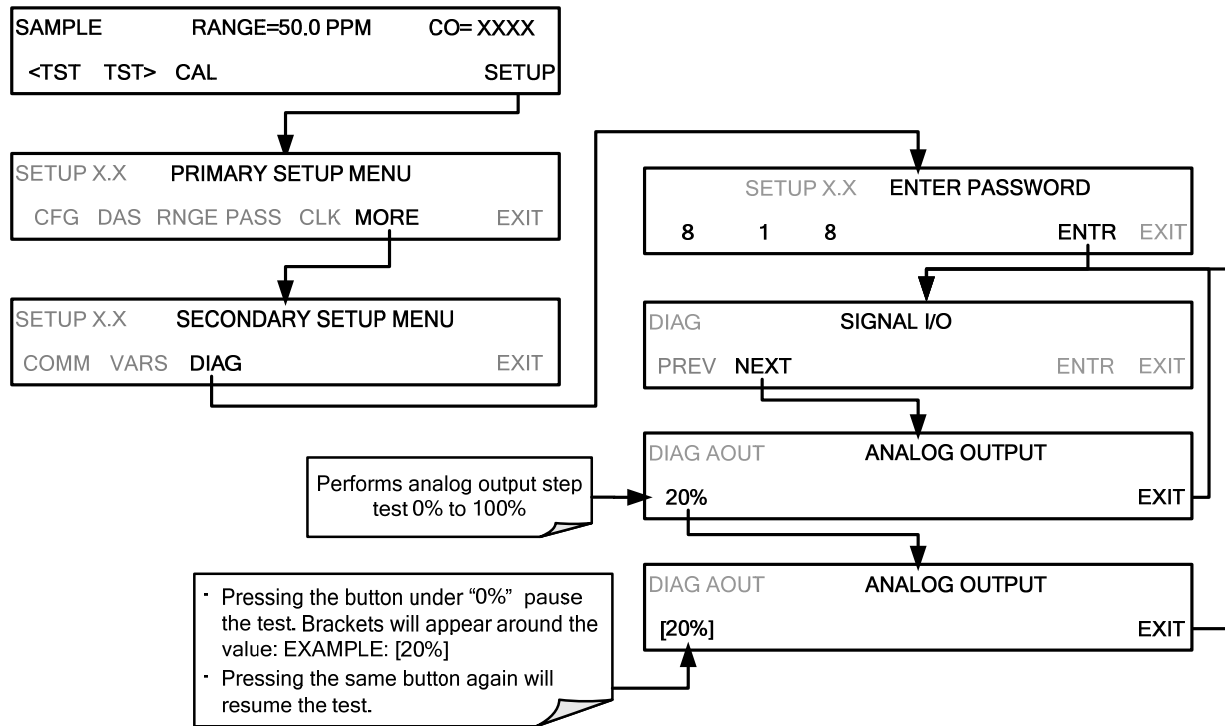 SAMPLE RANGE=50.0 PPM CO= XXXX
<TST TST> CAL SETUP
SETUP X.X PRIMARY SETUP MENU
CFG DAS RNGE PASS CLK MORE EXIT
SETUP X.X SECONDARY SETUP MENU
COMM VARS DIAG EXIT
SETUP X.X ENTER PASSWORD
8 1 8 ENTR EXIT
DIAG SIGNAL I/O
PREV NEXT ENTR EXIT
DIAG AOUT ANALOG OUTPUT
20% EXIT
Performs analog output step
test 0% to 100%
DIAG AOUT ANALOG OUTPUT
[20%] EXIT
· Pressing the button under “0%” pause
the test. Brackets will appear around the
value: EXAMPLE: [20%]
· Pressing the same button again will
resume the test.